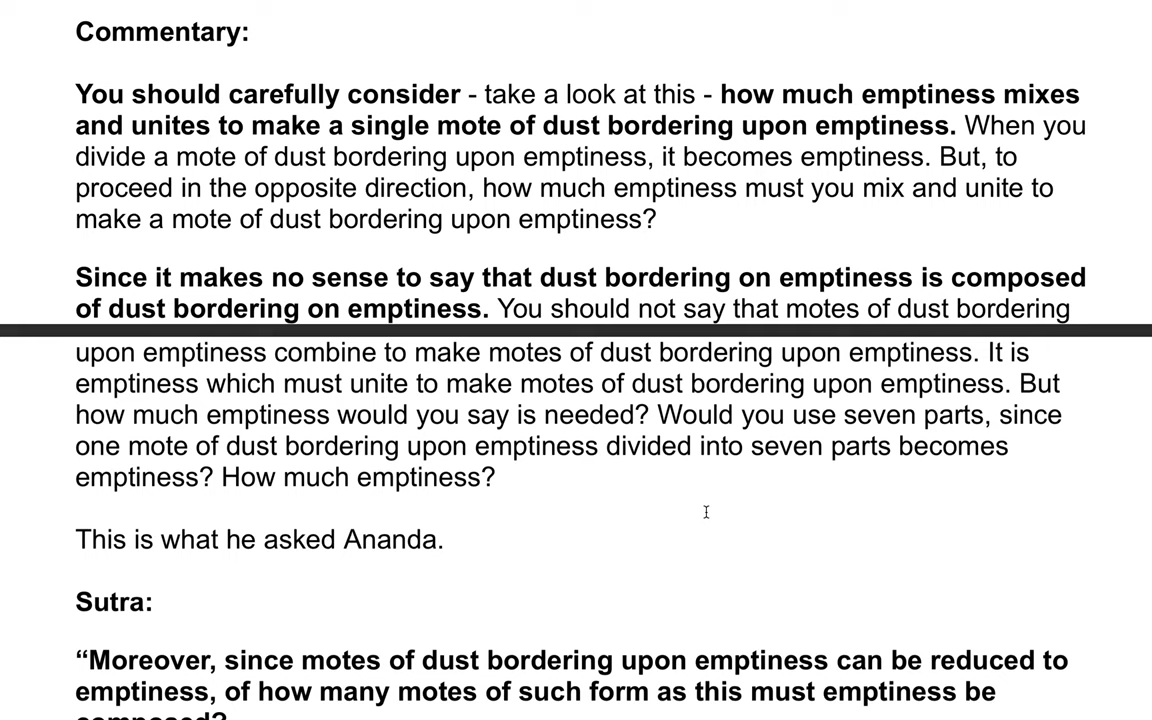 Commentary:
You should carefully consider - take a look at this - how much emptiness mixes
and unites to make a single mote of dust bordering upon emptiness. When you
divide a mote of dust bordering upon emptiness, it becomes emptiness. But, to
proceed in the opposite direction, how much emptiness must you mix and unite to
make a mote of dust bordering upon emptiness?
Since it makes no sense to say that dust bordering on emptiness is composed
of dust bordering on emptiness. You should not say that motes of dust bordering
upon emptiness combine to make motes of dust bordering upon emptiness. It is
emptiness which must unite to make motes of dust bordering upon emptiness. But
how much emptiness would you say is needed? Would you use seven parts, since
one mote of dust bordering upon emptiness divided into seven parts becomes
emptiness? How much emptiness?
This is what he asked Ananda.
Sutra:
“Moreover, since motes of dust bordering upon emptiness can be reduced to
emptiness, of how many motes of such form as this must emptiness be
composed?